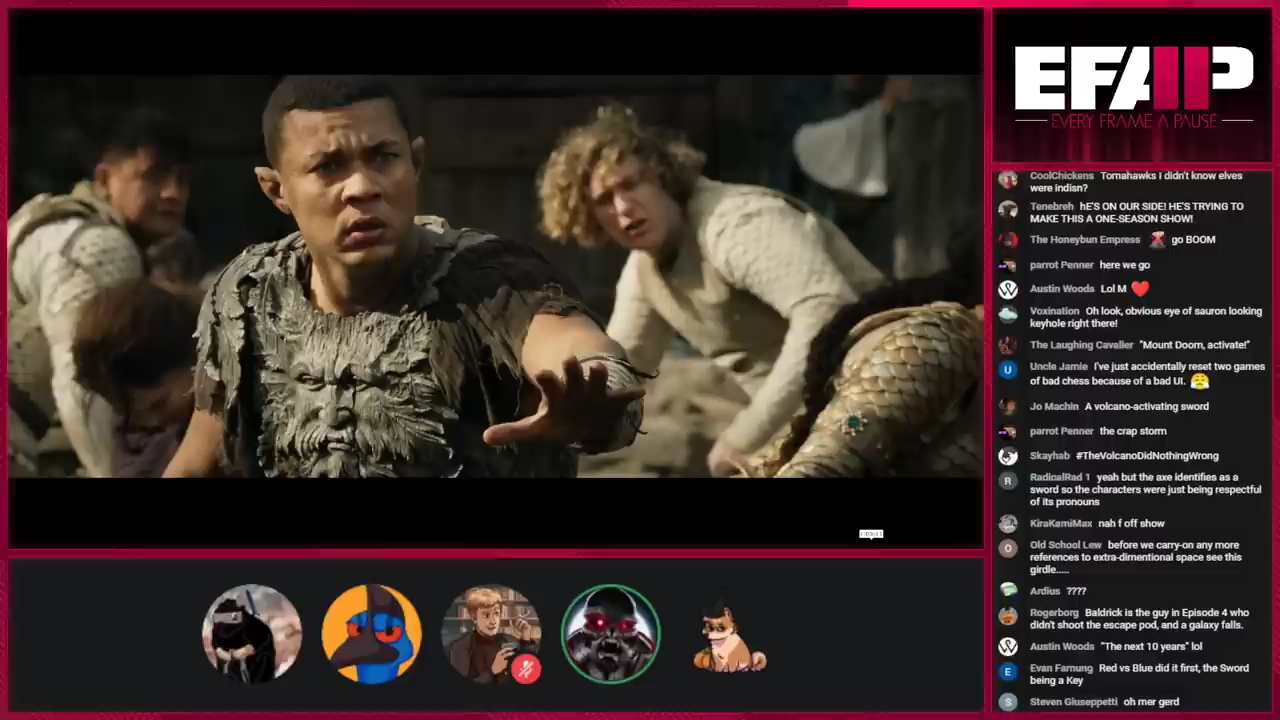 EFAP
EVERY FRAME A PAUSE
CoolChickens Tomahawks I didn't know elves
were indisn?
Tenebreh hE'S ON OUR SIDE! HE'S TRYING TO
MAKE THIS A ONE-SEASON SHOW!
The Honeybun Empress go BOOM
parrot Penner here we go
Austin Woods Lol M ❤️
Voxination Oh look, obvious eye of sauron looking
keyhole right there!
The Laughing Cavalier "Mount Doom, activate!"
U Uncle Jamie I've just accidentally reset two games
of bad chess because of a bad UI. 😤
Jo Machin A volcano-activating sword
parrot Penner the crap storm
Skayhab #TheVolcanoDidNothingWrong
R RadicalRad 1 yeah but the axe identifies as a
sword so the characters were just being respectful
of its pronouns
KiraKamiMax nah f off show
O Old School Lew before we carry-on any more
references to extra-dimensional space see this
girdle.....
Ardius ????
Rogerborg Baldrick is the guy in Episode 4 who
didn't shoot the escape pod, and a galaxy falls.
Austin Woods "The next 10 years" lol
E Evan Farnung Red vs Blue did it first, the Sword
being a Key
S Steven Giuseppetti oh mer gerd